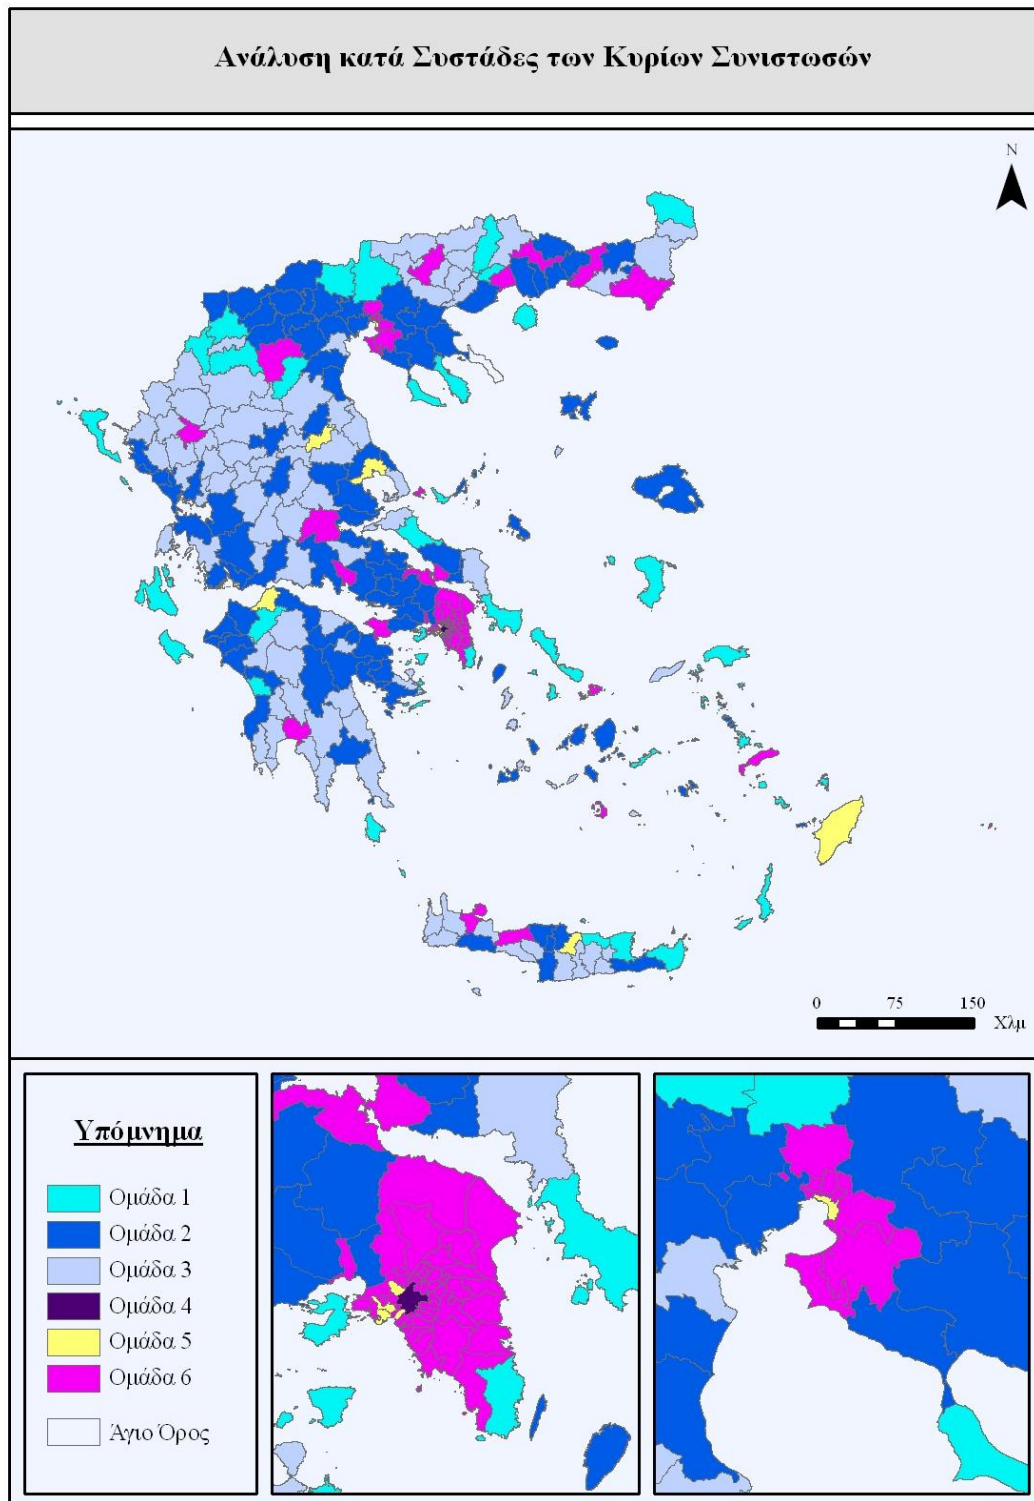 Ανάλυση κατά Συστάδες των Κυρίων Συνιστωσών
N
0 75 150
Χλμ
Υπόμνημα
Ομάδα 1
Ομάδα 2
Ομάδα 3
Ομάδα 4
Ομάδα 5
Ομάδα 6
Άγιο Όρος